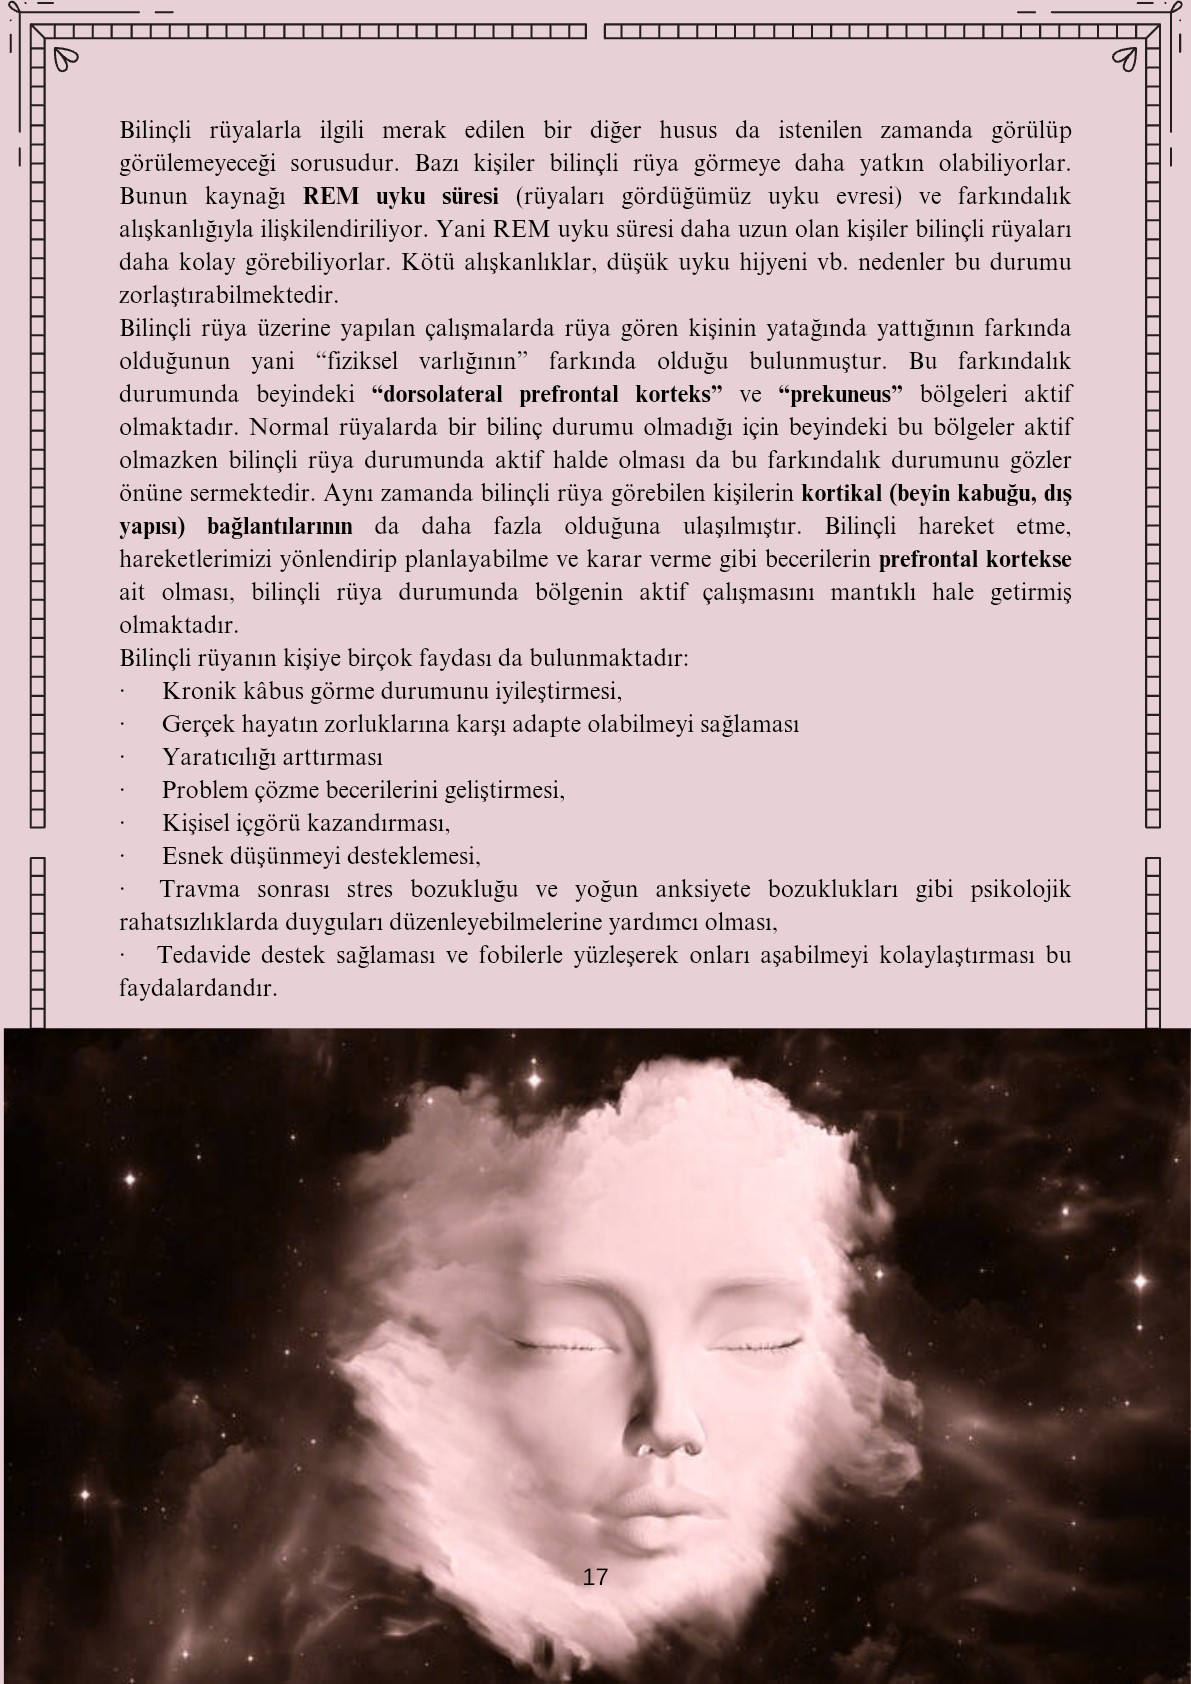 Bilinçli rüyalarla ilgili merak edilen bir diğer husus da istenilen zamanda görülüp
görülemeyeceği sorusudur. Bazı kişiler bilinçli rüya görmeye daha yatkın olabiliyorlar.
Bunun kaynağı REM uyku süresi (rüyaları gördüğümüz uyku evresi) ve farkındalık
alışkanlığıyla ilişkilendiriliyor. Yani REM uyku süresi daha uzun olan kişiler bilinçli rüyaları
daha kolay görebiliyorlar. Kötü alışkanlıklar, düşük uyku hijyeni vb. nedenler bu durumu
zorlaştırabilmektedir.
Bilinçli rüya üzerine yapılan çalışmalarda rüya gören kişinin yatağında yattığının farkında
olduğunun yani “fiziksel varlığının” farkında olduğu bulunmuştur. Bu farkındalık
durumunda beyindeki “dorsolateral prefrontal korteks” ve “prekuneus” bölgeleri aktif
olmaktadır. Normal rüyalarda bir bilinç durumu olmadığı için beyindeki bu bölgeler aktif
olmazken bilinçli rüya durumunda aktif halde olması da bu farkındalık durumunu gözler
önüne sermektedir. Aynı zamanda bilinçli rüya görebilen kişilerin kortikal (beyin kabuğu, dış
yapısı) bağlantılarının da daha fazla olduğuna ulaşılmıştır. Bilinçli hareket etme,
hareketlerimizi yönlendirip planlayabilme ve karar verme gibi becerilerin prefrontal kortekse
ait olması, bilinçli rüya durumunda bölgenin aktif çalışmasını mantıklı hale getirmiş
olmaktadır.
Bilinçli rüyanın kişiye birçok faydası da bulunmaktadır:
· Kronik kâbus görme durumunu iyileştirmesi,
· Gerçek hayatın zorluklarına karşı adapte olabilmeyi sağlaması
· Yaratıcılığı arttırması
· Problem çözme becerilerini geliştirmesi,
· Kişisel içgörü kazandırması,
· Esnek düşünmeyi desteklemesi,
· Travma sonrası stres bozukluğu ve yoğun anksiyete bozuklukları gibi psikolojik
rahatsızlıklarda duyguları düzenleyebilmelerine yardımcı olması,
· Tedavide destek sağlaması ve fobilerle yüzleşerek onları aşabilmeyi kolaylaştırması bu
faydalardandır.
17